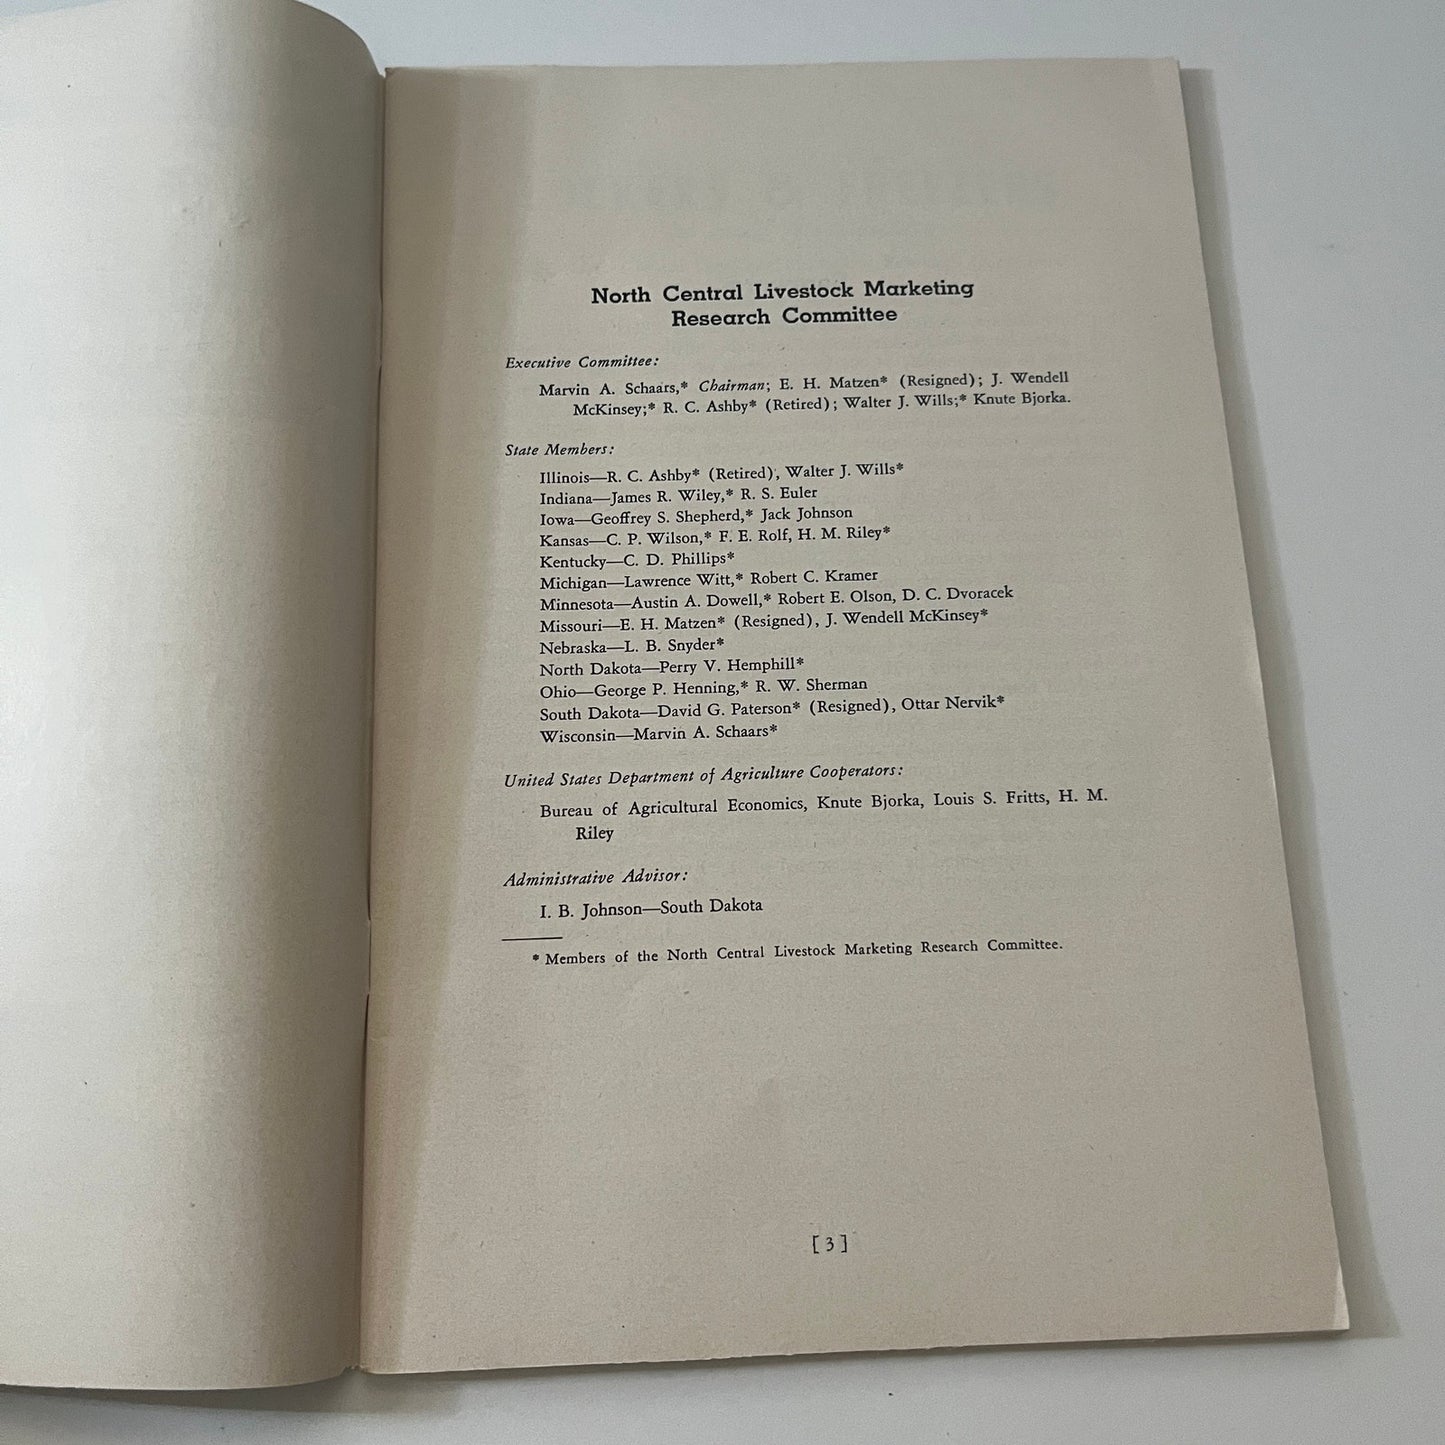 North Central Livestock Marketing
Research Committee
Executive Committee:
Marvin A. Schaars,* Chairman; E. H. Matzen* (Resigned); J. Wendell
McKinsey;* R. C. Ashby* (Retired); Walter J. Wills;* Knute Bjorka.
State Members:
Illinois—R. C. Ashby* (Retired), Walter J. Wills*
Indiana—James R. Wiley,* R. S. Euler
Iowa—Geoffrey S. Shepherd,* Jack Johnson
Kansas—C. P. Wilson,* F. E. Rolf, H. M. Riley*
Kentucky—C. D. Phillips*
Michigan—Lawrence Witt,* Robert C. Kramer
Minnesota—Austin A. Dowell,* Robert E. Olson, D. C. Dvoracek
Missouri—E. H. Matzen* (Resigned), J. Wendell McKinsey*
Nebraska—L. B. Snyder*
North Dakota—Perry V. Hemphill*
Ohio—George P. Henning,* R. W. Sherman
South Dakota—David G. Paterson* (Resigned), Ottar Nervik*
Wisconsin—Marvin A. Schaars*
United States Department of Agriculture Cooperators:
Bureau of Agricultural Economics, Knute Bjorka, Louis S. Fritts, H. M.
Riley
Administrative Advisor:
I. B. Johnson—South Dakota
* Members of the North Central Livestock Marketing Research Committee.
[ 3 ]